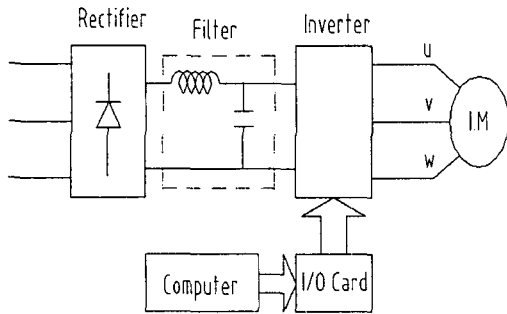 Rectifier
Filter
Inverter
u
v
w
I.M
Computer
I/O Card